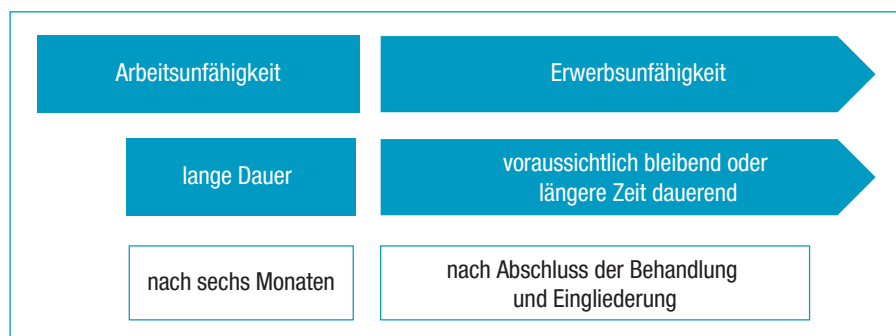 Arbeitsunfähigkeit
Erwerbsunfähigkeit
lange Dauer
voraussichtlich bleibend oder
längere Zeit dauerend
nach sechs Monaten
nach Abschluss der Behandlung
und Eingliederung